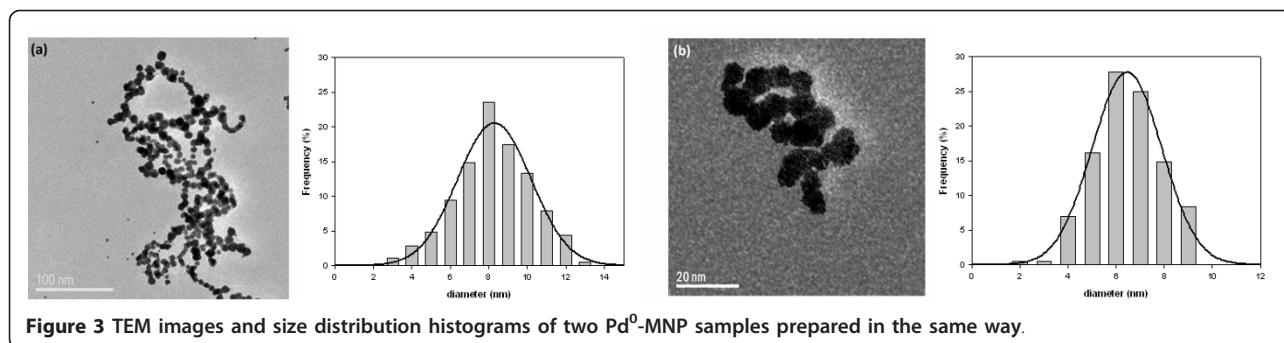 (a)
100 nm
30
25
20
15
10
5
0
Frequency (%)
0 2 4 6 8 10 12 14
diameter (nm)
(b)
20 nm
30
25
20
15
10
5
0
Frequency (%)
0 2 4 6 8 10 12
diameter (nm)
Figure 3 TEM images and size distribution histograms of two Pd⁰-MNP samples prepared in the same way.